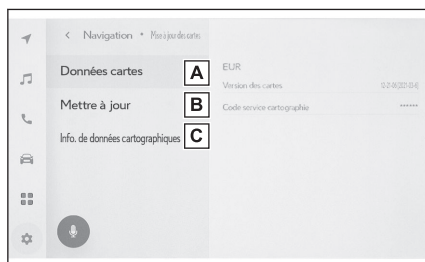 < Navigation • Mise à jour des cartes
Données cartes
A
Mettre à jour
B
Info. de données cartographiques
C
EUR
Version des cartes
Code service cartographie ••••••